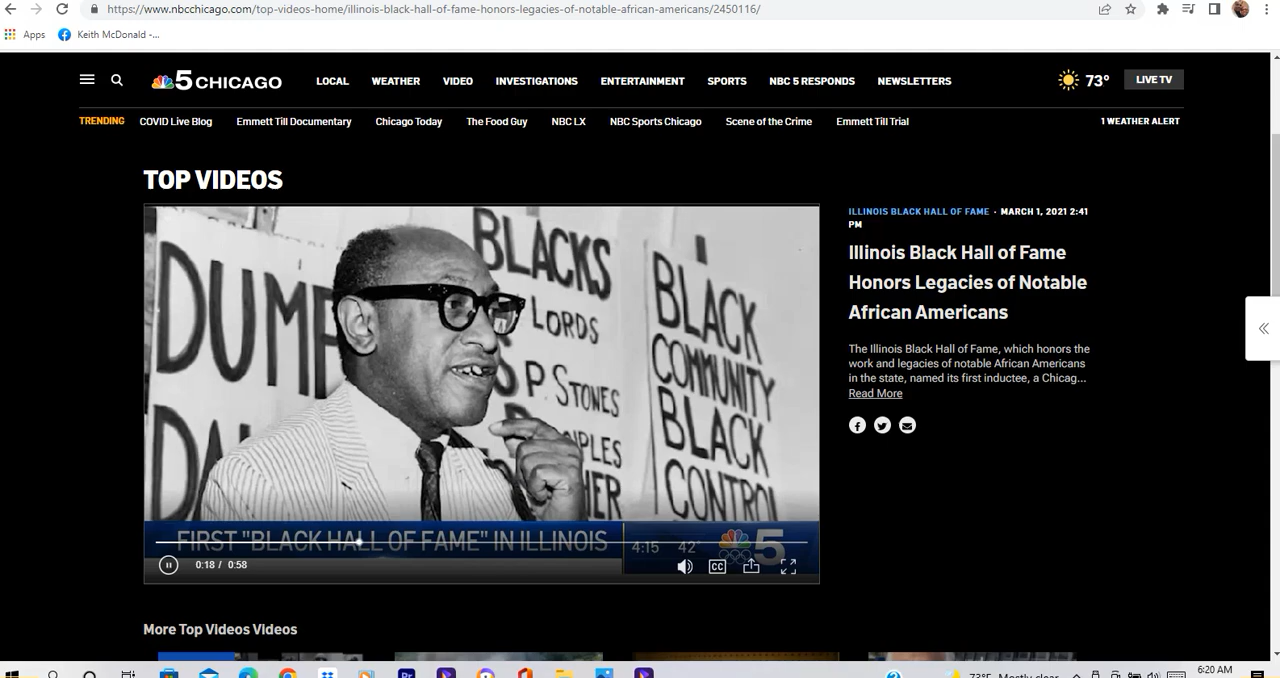 https://www.nbcchicago.com/top-videos-home/illinois-black-hall-of-fame-honors-legacies-of-notable-african-americans/2450116/
Apps Keith McDonald -...
5 CHICAGO LOCAL WEATHER VIDEO INVESTIGATIONS ENTERTAINMENT SPORTS NBC 5 RESPONDS NEWSLETTERS 73° LIVE TV
TRENDING COVID Live Blog Emmett Till Documentary Chicago Today The Food Guy NBC LX NBC Sports Chicago Scene of the Crime Emmett Till Trial 1 WEATHER ALERT
TOP VIDEOS
DUMP
BLACKS
LORDS
P. STONES
BLACK
COMMUNITY
BLACK
CONTROL
FIRST "BLACK HALL OF FAME" IN ILLINOIS
4:15 42° 5
0:18 / 0:58
CC
ILLINOIS BLACK HALL OF FAME · MARCH 1, 2021 2:41
PM
Illinois Black Hall of Fame
Honors Legacies of Notable
African Americans
The Illinois Black Hall of Fame, which honors the
work and legacies of notable African Americans
in the state, named its first inductee, a Chicag...
Read More
More Top Videos Videos
73°F Mostly clear
6:20 AM